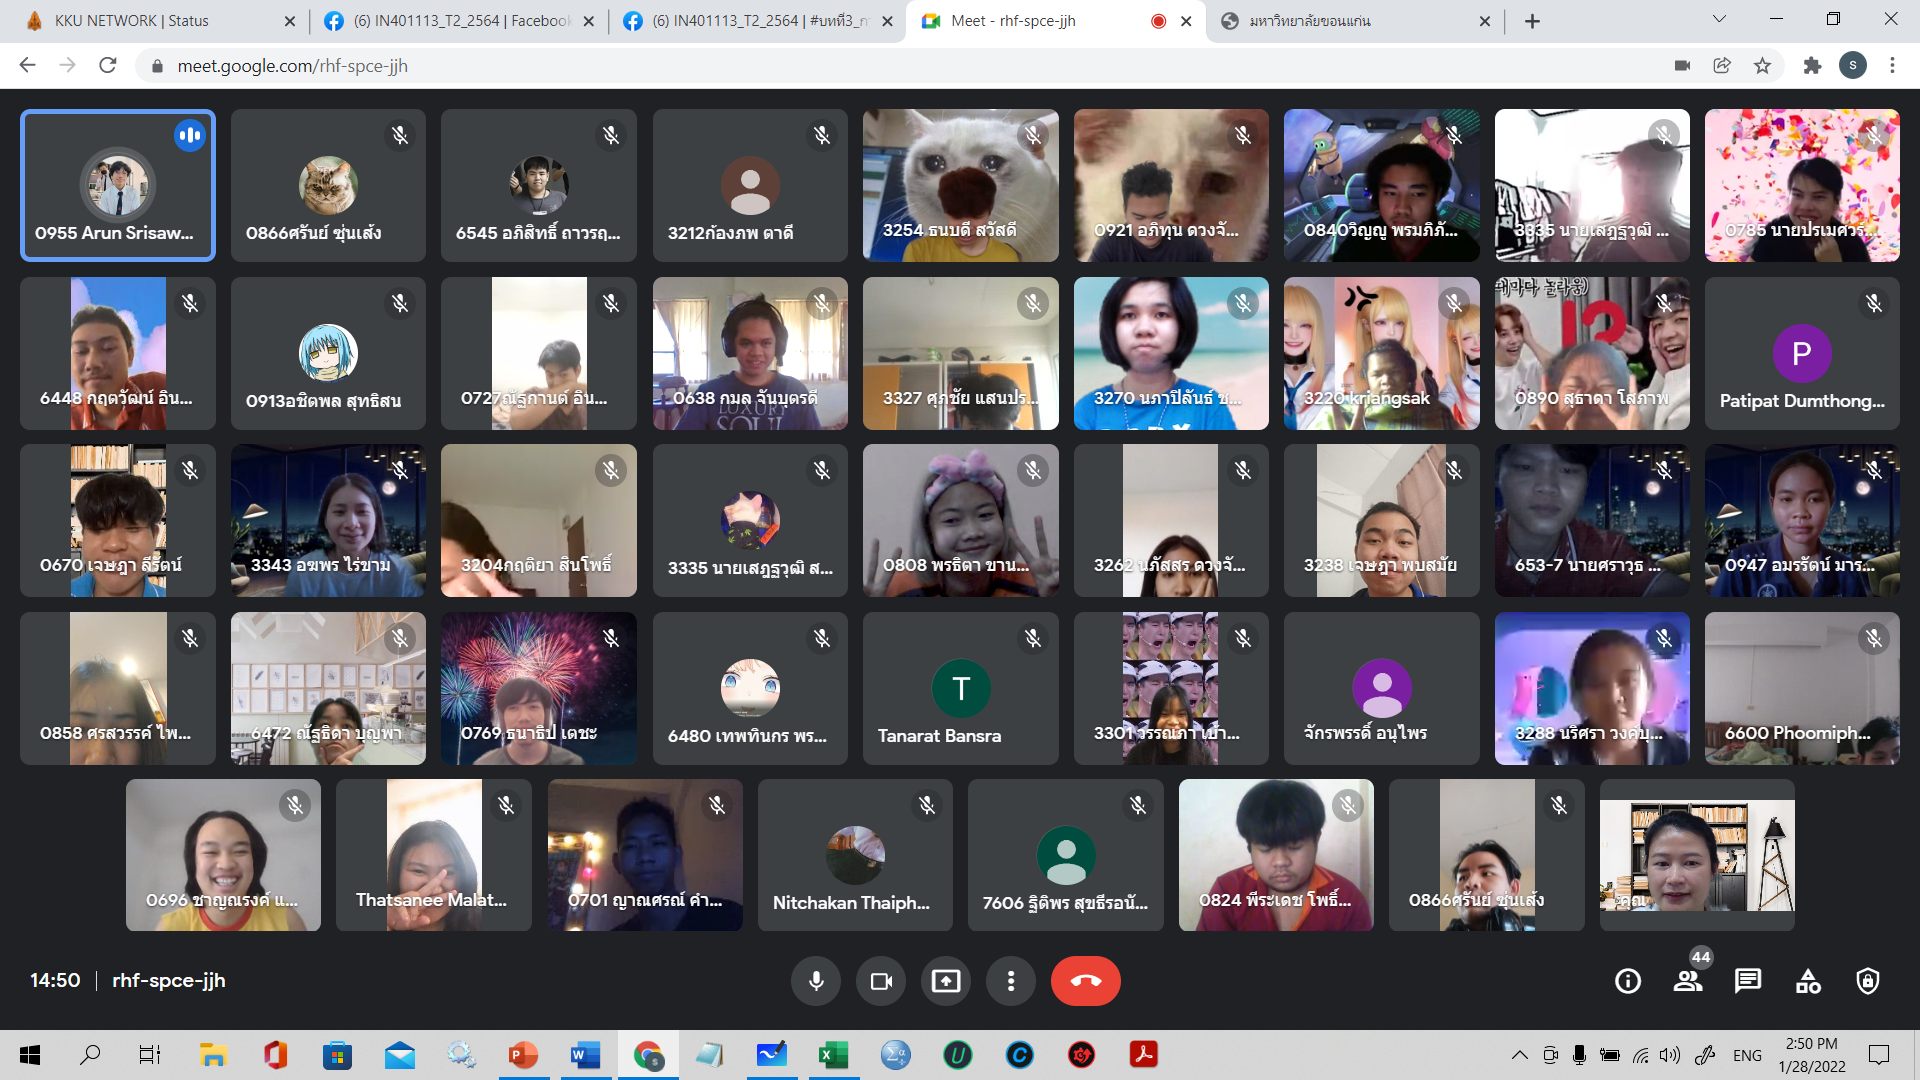 KKU NETWORK | Status
(6) IN401113_T2_2564 | Facebook
(6) IN401113_T2_2564 | #บทที่3_ก
Meet - rhf-spce-jjh
มหาวิทยาลัยขอนแก่น
meet.google.com/rhf-spce-jjh
S
0955 Arun Srisaw...
0866ศรันย์ ซุ่นเส้ง
6545 อภิสิทธิ์ ถาวรฤ...
3212ก้องภพ ตาดี
3254 ธนบดี สวัสดี
0921 อภิทุน ดวงจั...
0840วิญญู พรมภิภั...
3335 นายเสฎฐวุฒิ ...
0785 นายปรเมศวร์...
6448 กฤตวัฒน์ อิน...
0913อชิตพล สุทธิสน
0727ณัฐกานต์ อิน...
LUXURY
SOUL
0638 กมล จันบุตรดี
3327 ศุภชัย แสนปร...
3270 นภาปีลันธ์ ช...
3220 kriangsak
13
0890 สุธาดา โสภาพ
P
Patipat Dumthong...
0670 เจษฎา ลีรัตน์
3343 อฆพร ไร่ขาม
3204กฤติยา สินโพธิ์
3335 นายเสฎฐวุฒิ ส...
0808 พรธิตา ขาน...
3262 นภัสสร ดวงจั...
3238 เจษฎา พบสมัย
653-7 นายศราวุธ ...
0947 อมรรัตน์ มาร...
0858 ศรสวรรค์ ไพ...
6472 ณัฐธิดา บุญพา
0769 ธนาธิป เตชะ
6480 เทพทินกร พร...
T
Tanarat Bansra
3301 วรรณภา เบ้า...
จักรพรรดิ์ อนุไพร
3288 นริศรา วงค์บุ...
6600 Phoomiph...
0696 ชาญณรงค์ แ...
Thatsanee Malat...
0701 ญาณศรณ์ คำ...
Nitchakan Thaiph...
7606 ฐิติพร สุขธีรอนั...
0824 พีระเดช โพธิ์...
0866ศรันย์ ซุ่นเส้ง
คุณ
14:50 | rhf-spce-jjh
44
ENG
2:50 PM
1/28/2022